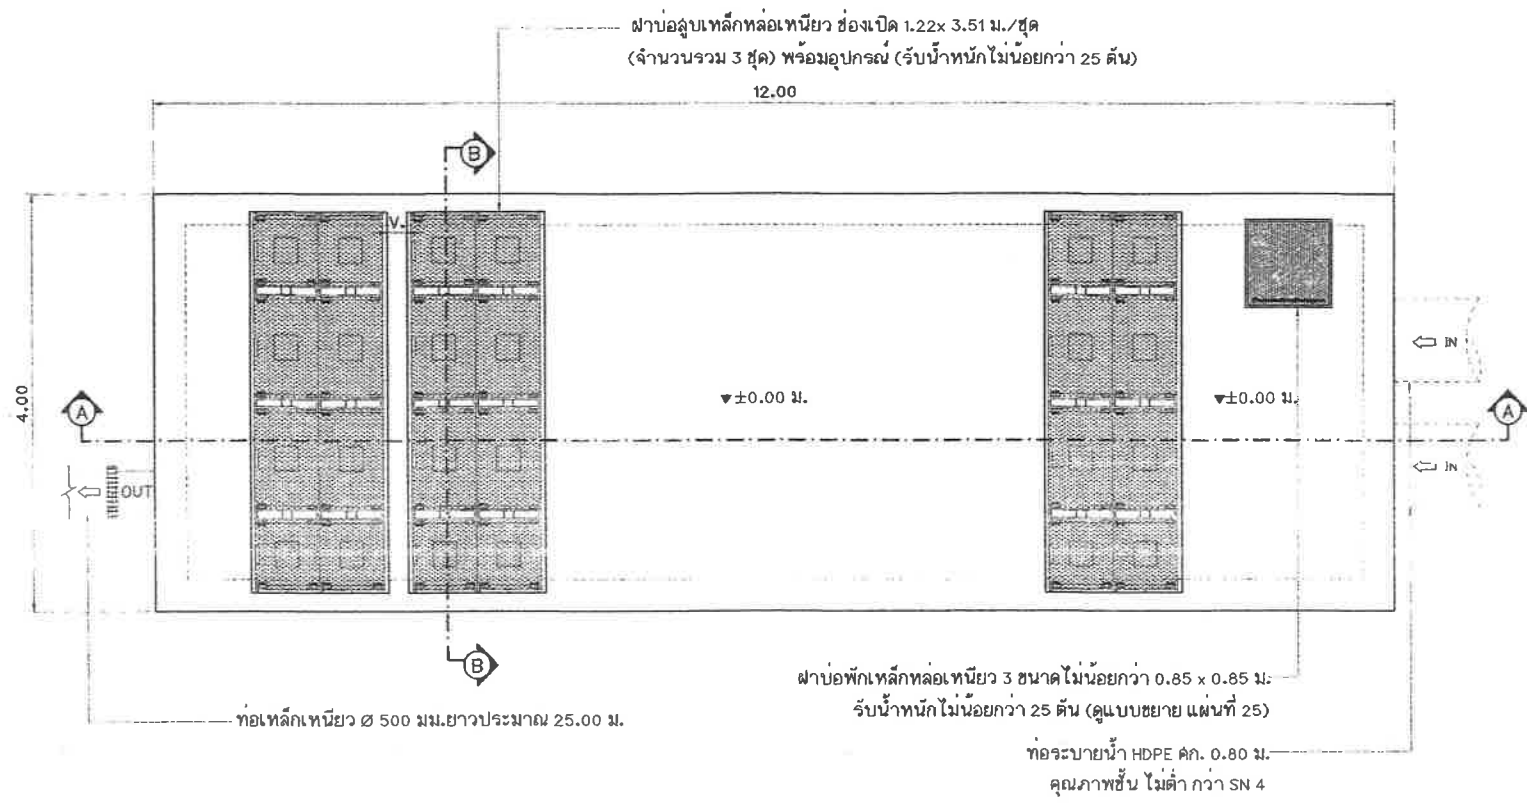 ฝาบ่อสูบเหล็กหล่อเหนียว ช่องเปิด 1.22x 3.51 ม./ชุด
(จำนวนรวม 3 ชุด) พร้อมอุปกรณ์ (รับน้ำหนักไม่น้อยกว่า 25 ตัน)
12.00
B
V.
IN
4.00
A
▼±0.00 ม.
▼±0.00 ม.
A
IN
OUT
B
ฝาบ่อพักเหล็กหล่อเหนียว 3 ขนาดไม่น้อยกว่า 0.85 x 0.85 ม.
รับน้ำหนักไม่น้อยกว่า 25 ตัน (ดูแบบขยาย แผ่นที่ 25)
ท่อเหล็กเหนียว Ø 500 มม.ยาวประมาณ 25.00 ม.
ท่อระบายน้ำ HDPE ศก. 0.80 ม.
คุณภาพชั้น ไม่ต่ำ กว่า SN 4